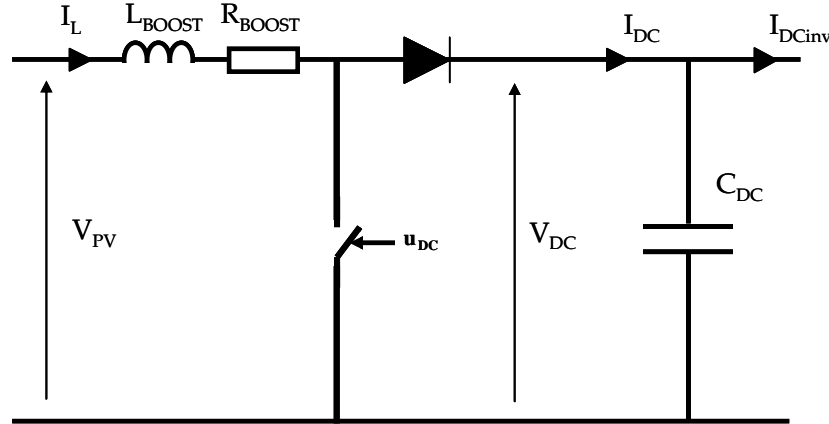 I_L
L_BOOST
R_BOOST
I_DC
I_DCinv
V_PV
u_DC
V_DC
C_DC